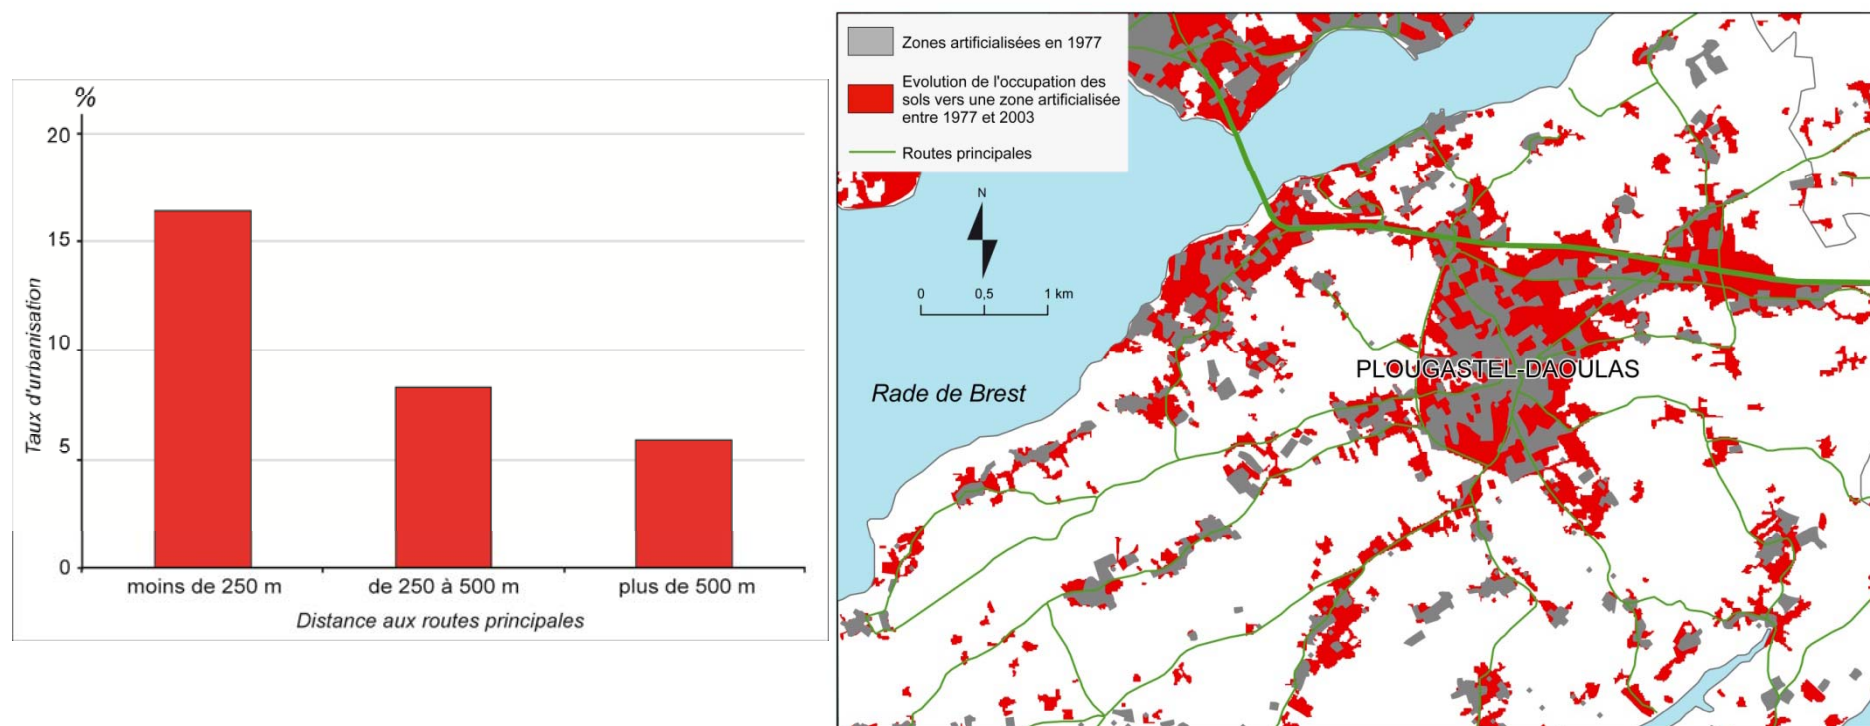 %
20
15
10
5
0
Taux d'urbanisation
moins de 250 m
de 250 à 500 m
plus de 500 m
Distance aux routes principales
Zones artificialisées en 1977
Evolution de l'occupation des
sols vers une zone artificialisée
entre 1977 et 2003
Routes principales
N
0
0,5
1 km
Rade de Brest
PLOUGASTEL-DAOULAS